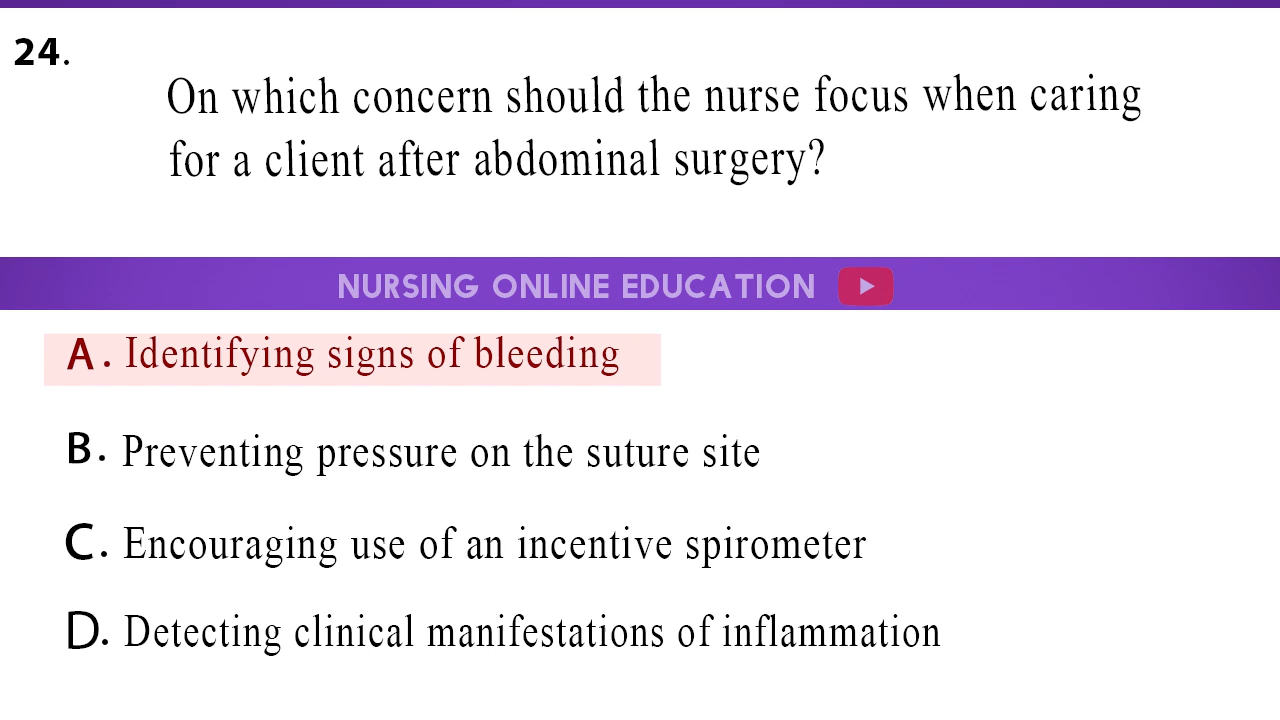 24.
On which concern should the nurse focus when caring
for a client after abdominal surgery?
NURSING ONLINE EDUCATION
A. Identifying signs of bleeding
B. Preventing pressure on the suture site
C. Encouraging use of an incentive spirometer
D. Detecting clinical manifestations of inflammation